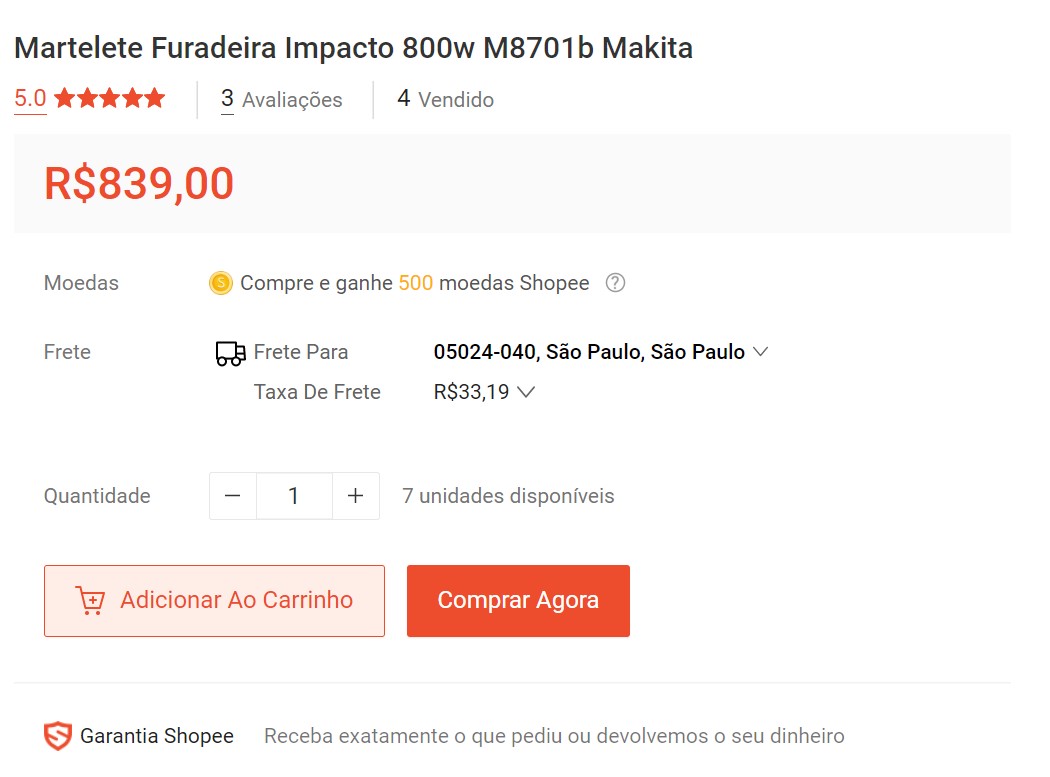 Martelete Furadeira Impacto 800w M8701b Makita
5.0 3 Avaliações 4 Vendido
R$839,00
Moedas Compre e ganhe 500 moedas Shopee ?
Frete Frete Para 05024-040, São Paulo, São Paulo
Taxa De Frete R$33,19
Quantidade − 1 + 7 unidades disponíveis
Adicionar Ao Carrinho Comprar Agora
Garantia Shopee Receba exatamente o que pediu ou devolvemos o seu dinheiro